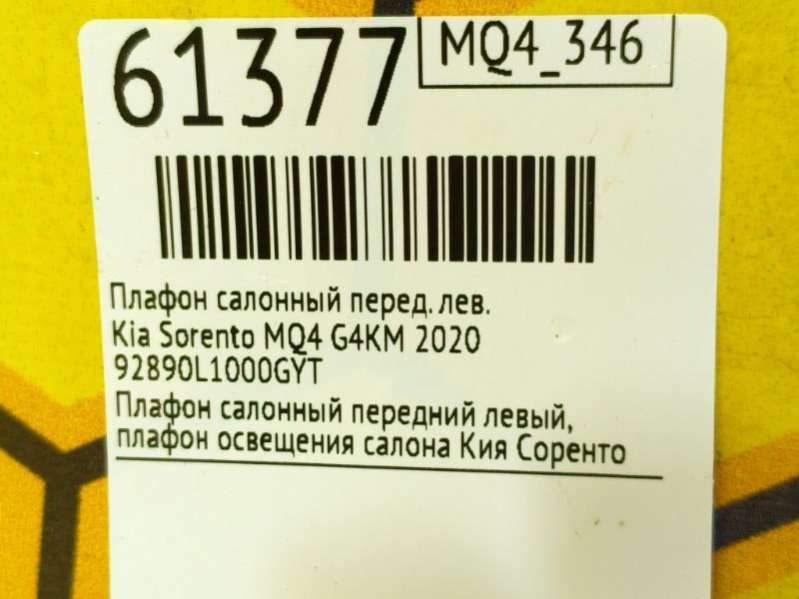 61377
MQ4_346
Плафон салонный перед. лев.
Kia Sorento MQ4 G4KM 2020
92890L1000GYT
Плафон салонный передний левый,
плафон освещения салона Кия Соренто